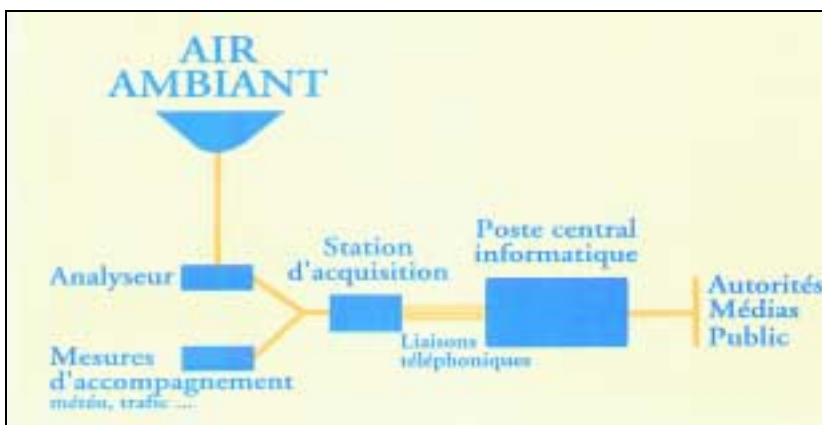 AIR
AMBIANT
Analyseur
Station
d'acquisition
Poste central
informatique
Autorités
Médias
Public
Liaisons
téléphoniques
Mesures
d'accompagnement
météo, trafic ....